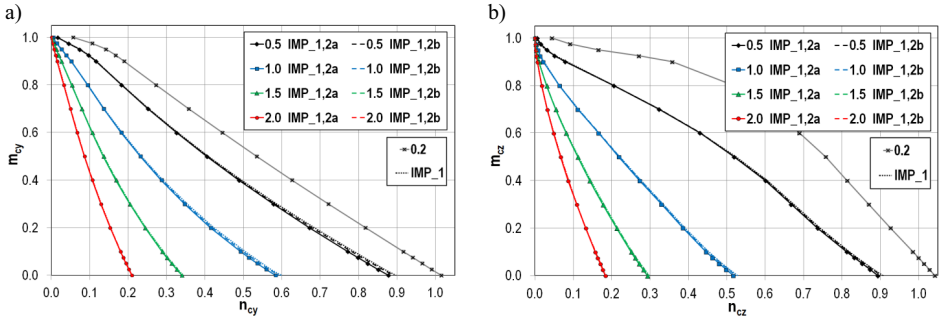 a)
1.0
0.8
0.6
0.4
0.2
0.0
m_cy
0.0 0.1 0.2 0.3 0.4 0.5 0.6 0.7 0.8 0.9 1.0
n_cy
0.5 IMP_1,2a 0.5 IMP_1,2b
1.0 IMP_1,2a 1.0 IMP_1,2b
1.5 IMP_1,2a 1.5 IMP_1,2b
2.0 IMP_1,2a 2.0 IMP_1,2b
0.2
IMP_1
b)
1.0
0.8
0.6
0.4
0.2
0.0
m_cz
0.0 0.1 0.2 0.3 0.4 0.5 0.6 0.7 0.8 0.9 1.0
n_cz
0.5 IMP_1,2a 0.5 IMP_1,2b
1.0 IMP_1,2a 1.0 IMP_1,2b
1.5 IMP_1,2a 1.5 IMP_1,2b
2.0 IMP_1,2a 2.0 IMP_1,2b
0.2
IMP_1